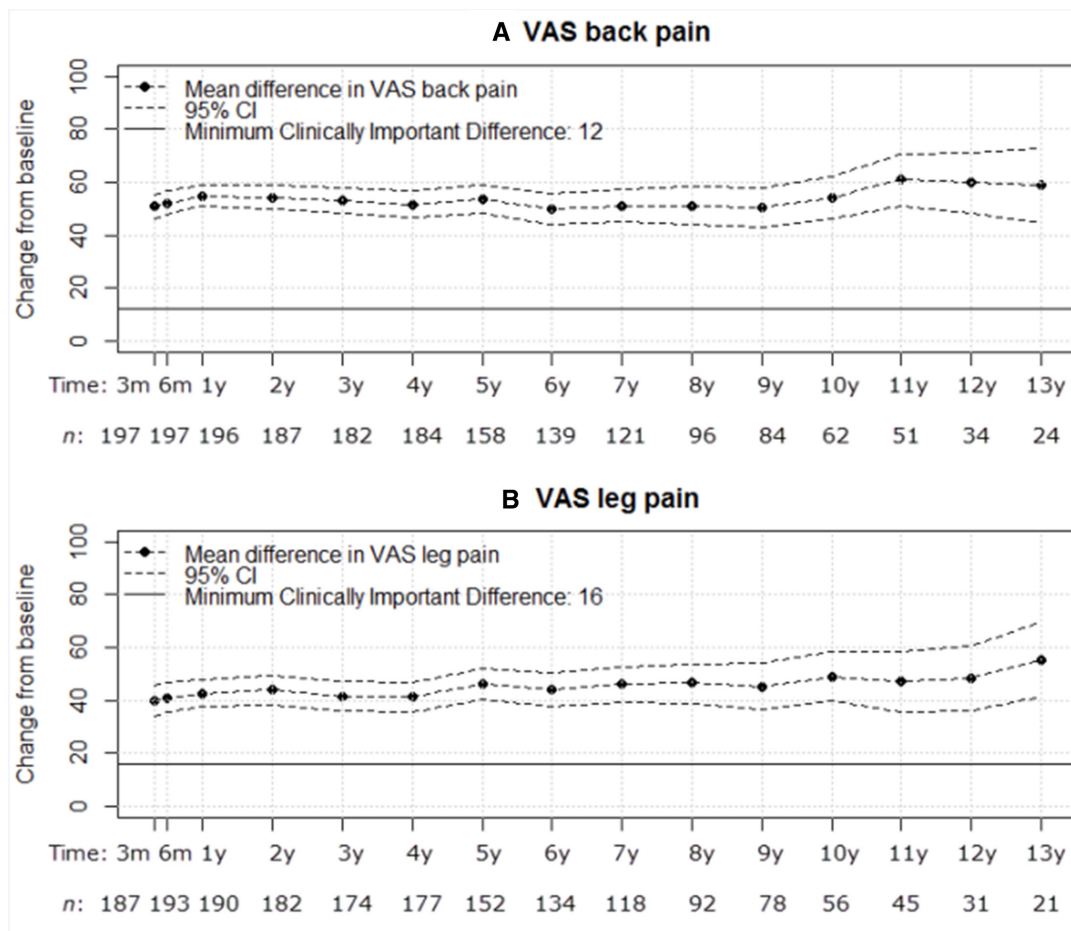 A VAS back pain
100
80
60
40
20
0
Change from baseline
Mean difference in VAS back pain
95% CI
Minimum Clinically Important Difference: 12
Time: 3m 6m 1y 2y 3y 4y 5y 6y 7y 8y 9y 10y 11y 12y 13y
n: 197 197 196 187 182 184 158 139 121 96 84 62 51 34 24
B VAS leg pain
100
80
60
40
20
0
Change from baseline
Mean difference in VAS leg pain
95% CI
Minimum Clinically Important Difference: 16
Time: 3m 6m 1y 2y 3y 4y 5y 6y 7y 8y 9y 10y 11y 12y 13y
n: 187 193 190 182 174 177 152 134 118 92 78 56 45 31 21